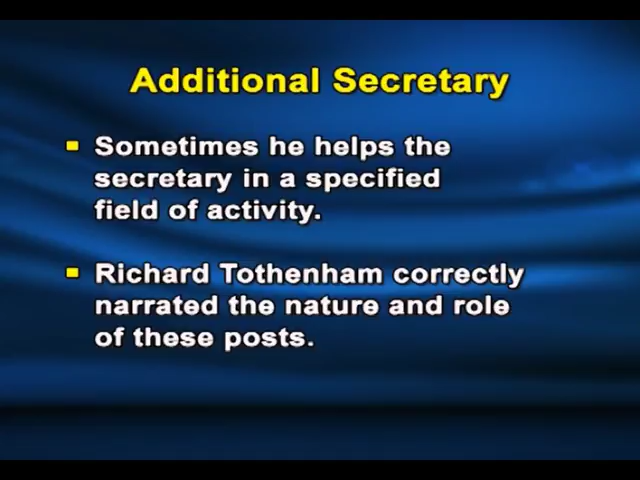 Additional Secretary
Sometimes he helps the
secretary in a specified
field of activity.
Richard Tothenham correctly
narrated the nature and role
of these posts.